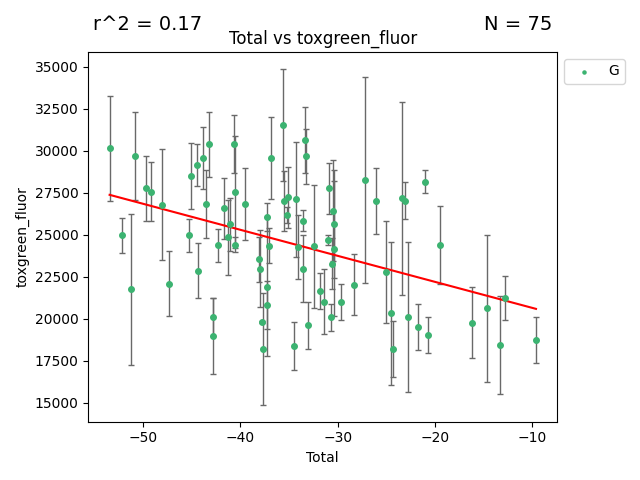 r^2 = 0.17
N = 75
Total vs toxgreen_fluor
G
toxgreen_fluor
35000
32500
30000
27500
25000
22500
20000
17500
15000
−50
−40
−30
−20
−10
Total